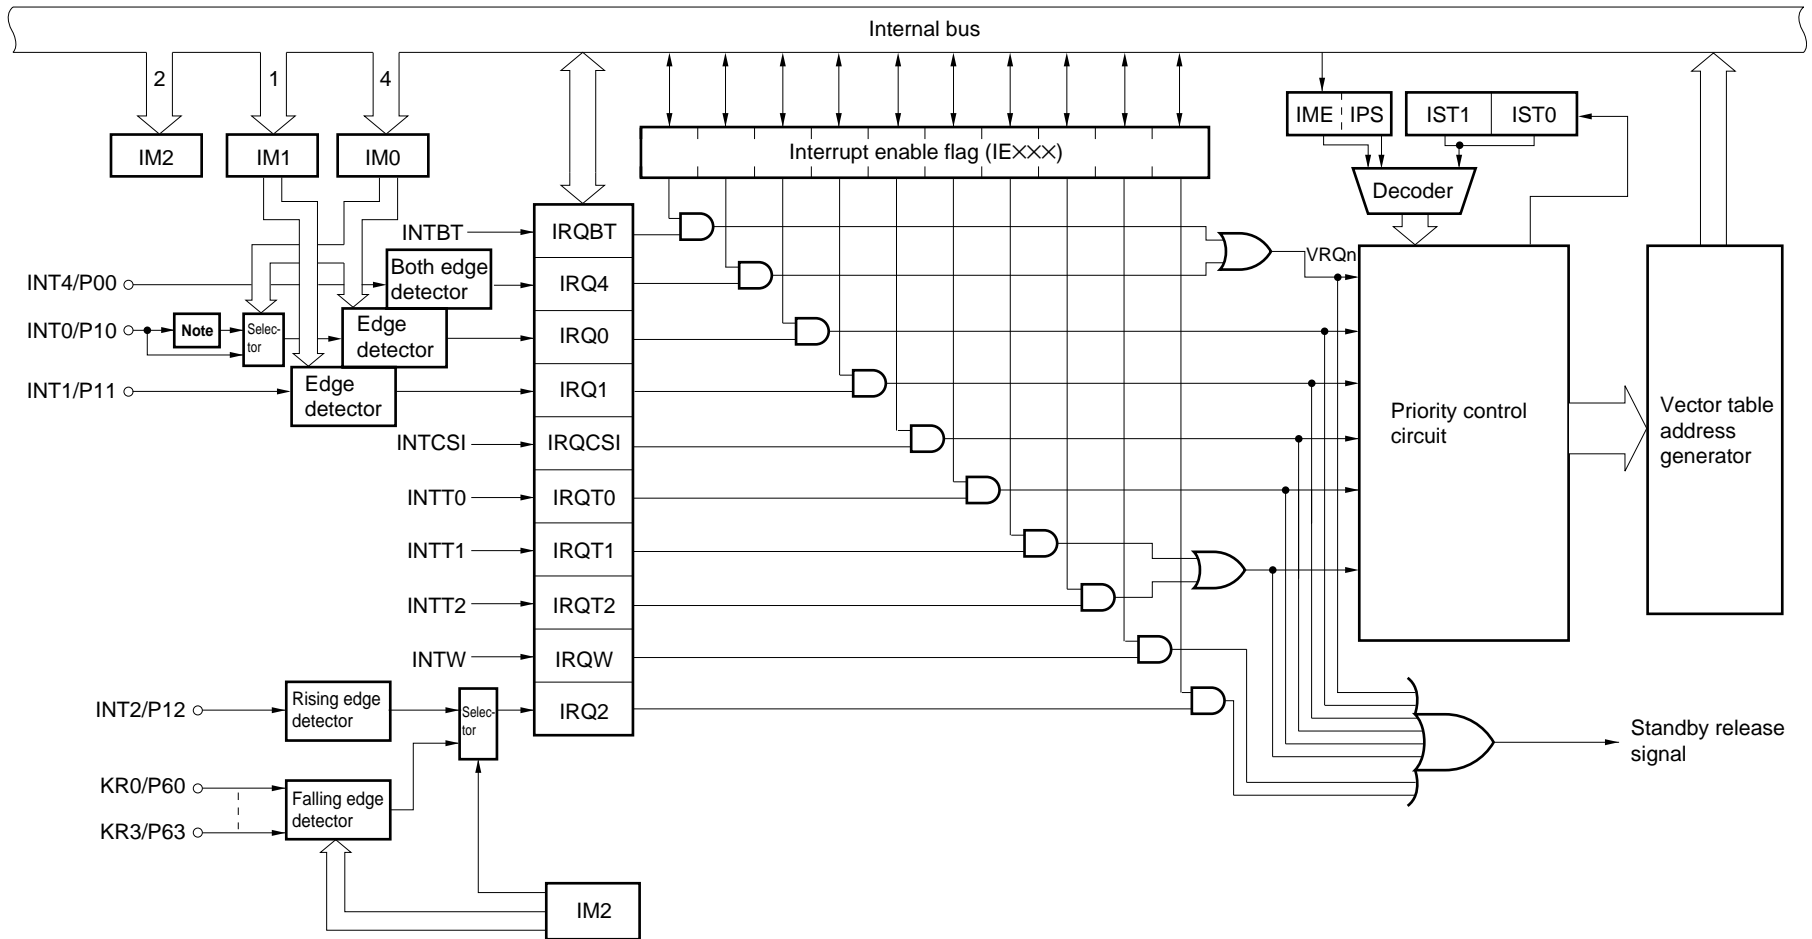 Internal bus
2
1
4
IM2
IM1
IM0
IME
IPS
IST1
IST0
Interrupt enable flag (IE×××)
Decoder
INTBT
IRQBT
VRQn
INT4/P00
Both edge
detector
IRQ4
INT0/P10
Note
Selec-
tor
Edge
detector
IRQ0
INT1/P11
Edge
detector
IRQ1
Priority control
circuit
Vector table
address
generator
INTCSI
IRQCSI
INTT0
IRQT0
INTT1
IRQT1
INTT2
IRQT2
INTW
IRQW
INT2/P12
Rising edge
detector
Selec-
tor
IRQ2
Standby release
signal
KR0/P60
KR3/P63
Falling edge
detector
IM2